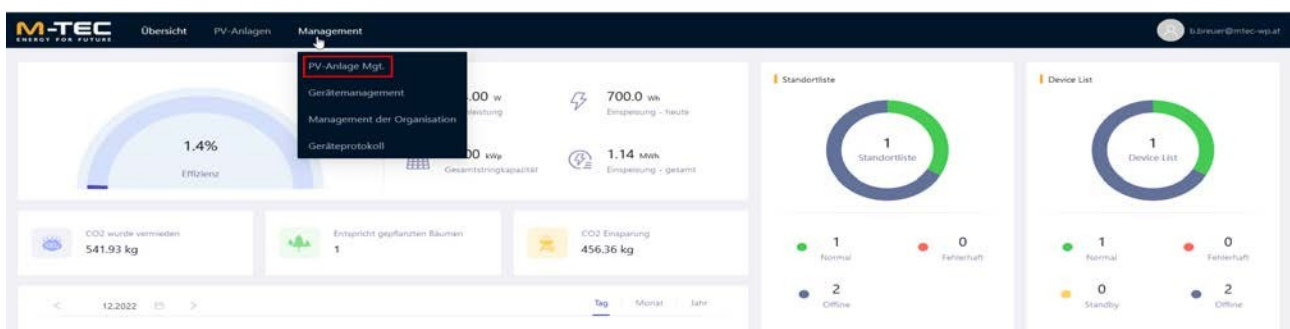 M-TEC
ENERGY FOR FUTURE
Übersicht PV-Anlagen Management
b.breuer@mtec-wp.at
PV-Anlage Mgt.
Gerätemanagement
Management der Organisation
Geräteprotokoll
1.4%
Effizienz
.00 W
700.0 Wh
Einspeisung - heute
00 kWp
Gesamtstringkapazität
1.14 MWh
Einspeisung - gesamt
CO2 wurde vermieden
541.93 kg
Entspricht gepflanzten Bäumen
1
CO2 Einsparung
456.36 kg
12.2022
Tag Monat Jahr
Standortliste
1
Standortliste
1
Normal
0
Fehlerhaft
2
Offline
Device List
1
Device List
1
Normal
0
Fehlerhaft
0
Standby
2
Offline